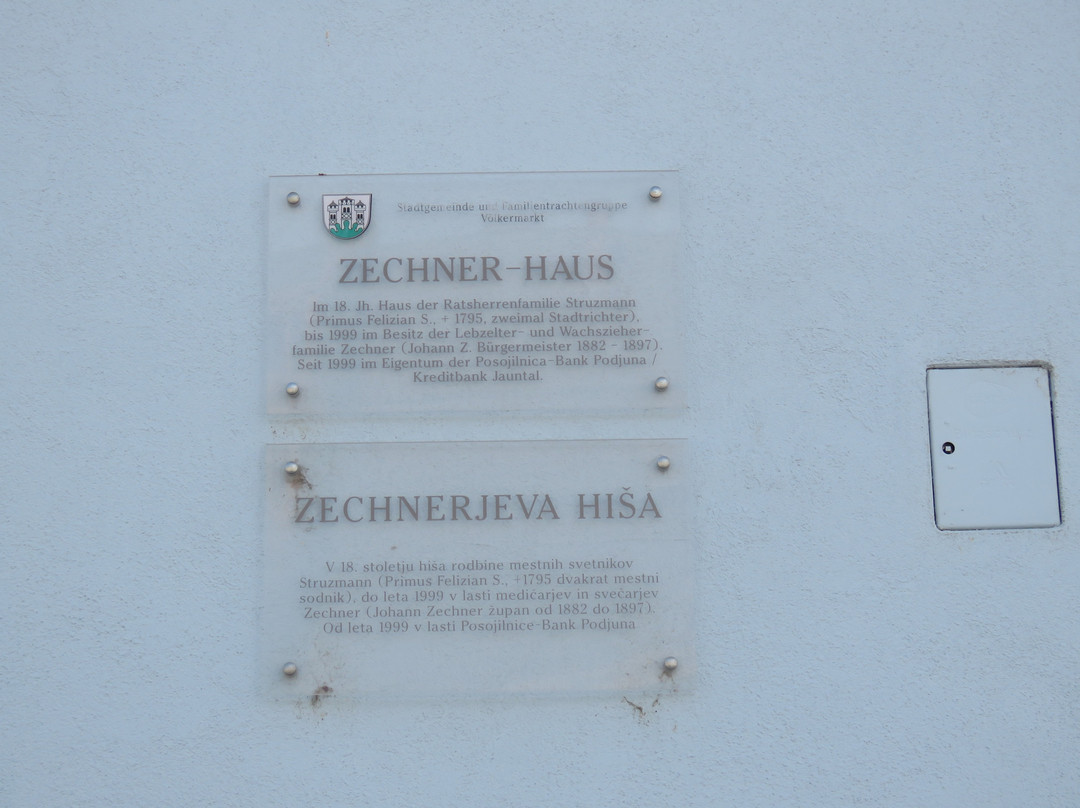 Stadtgemeinde und Familientrachtengruppe
Völkermarkt
ZECHNER-HAUS
Im 18. Jh. Haus der Ratsherrenfamilie Struzmann
(Primus Felizian S., + 1795, zweimal Stadtrichter),
bis 1999 im Besitz der Lebzelter- und Wachszieher-
familie Zechner (Johann Z. Bürgermeister 1882 - 1897).
Seit 1999 im Eigentum der Posojilnica-Bank Podjuna /
Kreditbank Jauntal.
ZECHNERJEVA HIŠA
V 18. stoletju hiša rodbine mestnih svetnikov
Struzmann (Primus Felizian S., +1795 dvakrat mestni
sodnik), do leta 1999 v lasti medičarjev in svečarjev
Zechner (Johann Zechner župan od 1882 do 1897).
Od leta 1999 v lasti Posojilnice-Bank Podjuna